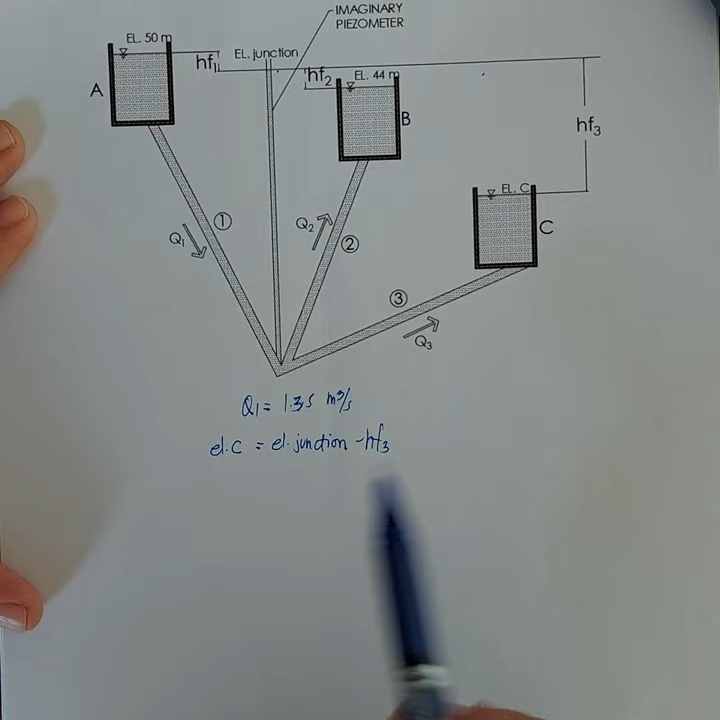 IMAGINARY
PIEZOMETER
EL. 50 m
EL. junction
hf₁
hf₂
EL. 44 m
A
B
hf₃
EL. C
C
①
Q₁
Q₂
②
③
Q₃
Q₁ = 1.35 m³/s
el. C = el. junction - hf₃